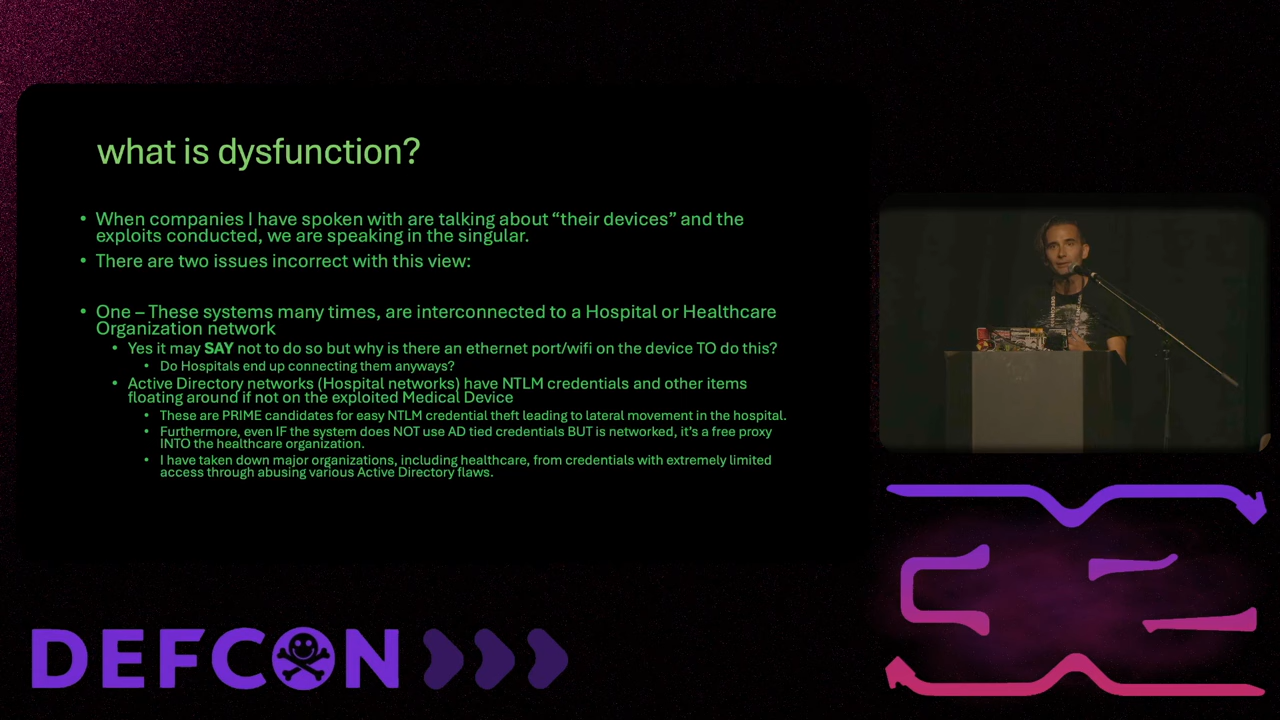 what is dysfunction?
• When companies I have spoken with are talking about “their devices” and the
exploits conducted, we are speaking in the singular.
• There are two issues incorrect with this view:
• One – These systems many times, are interconnected to a Hospital or Healthcare
Organization network
• Yes it may SAY not to do so but why is there an ethernet port/wifi on the device TO do this?
• Do Hospitals end up connecting them anyways?
• Active Directory networks (Hospital networks) have NTLM credentials and other items
floating around if not on the exploited Medical Device
• These are PRIME candidates for easy NTLM credential theft leading to lateral movement in the hospital.
• Furthermore, even IF the system does NOT use AD tied credentials BUT is networked, it’s a free proxy
INTO the healthcare organization.
• I have taken down major organizations, including healthcare, from credentials with extremely limited
access through abusing various Active Directory flaws.
DEFCON